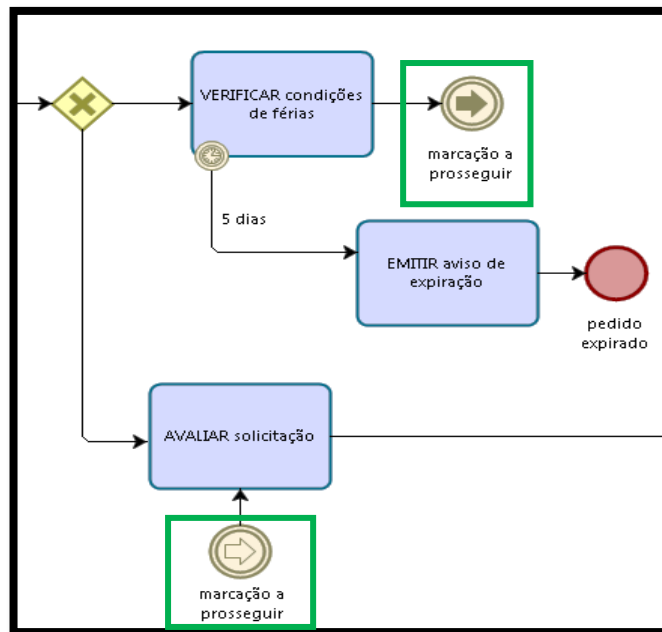 VERIFICAR condições
de férias
marcação a
prosseguir
5 dias
EMITIR aviso de
expiração
pedido
expirado
AVALIAR solicitação
marcação a
prosseguir